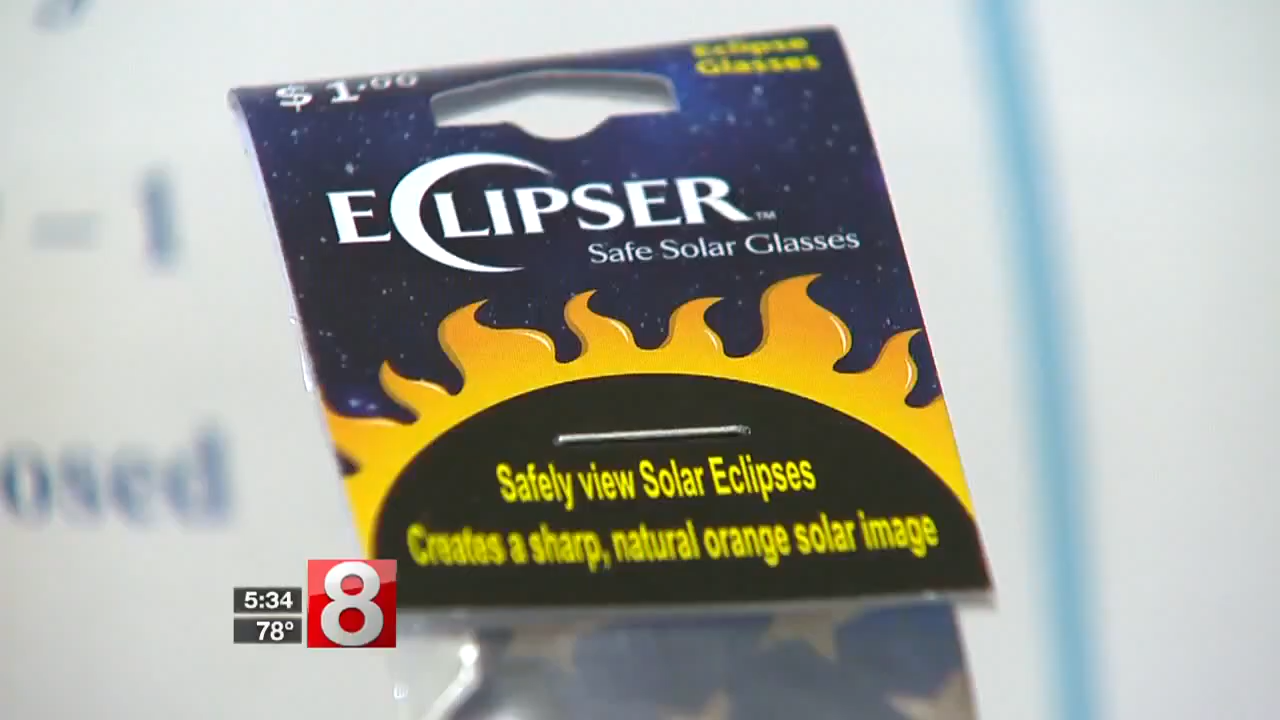 Eclipse
Glasses
$1.00
ECLIPSER™
Safe Solar Glasses
Safely view Solar Eclipses
Creates a sharp, natural orange solar image
osed
5:34
78°
8